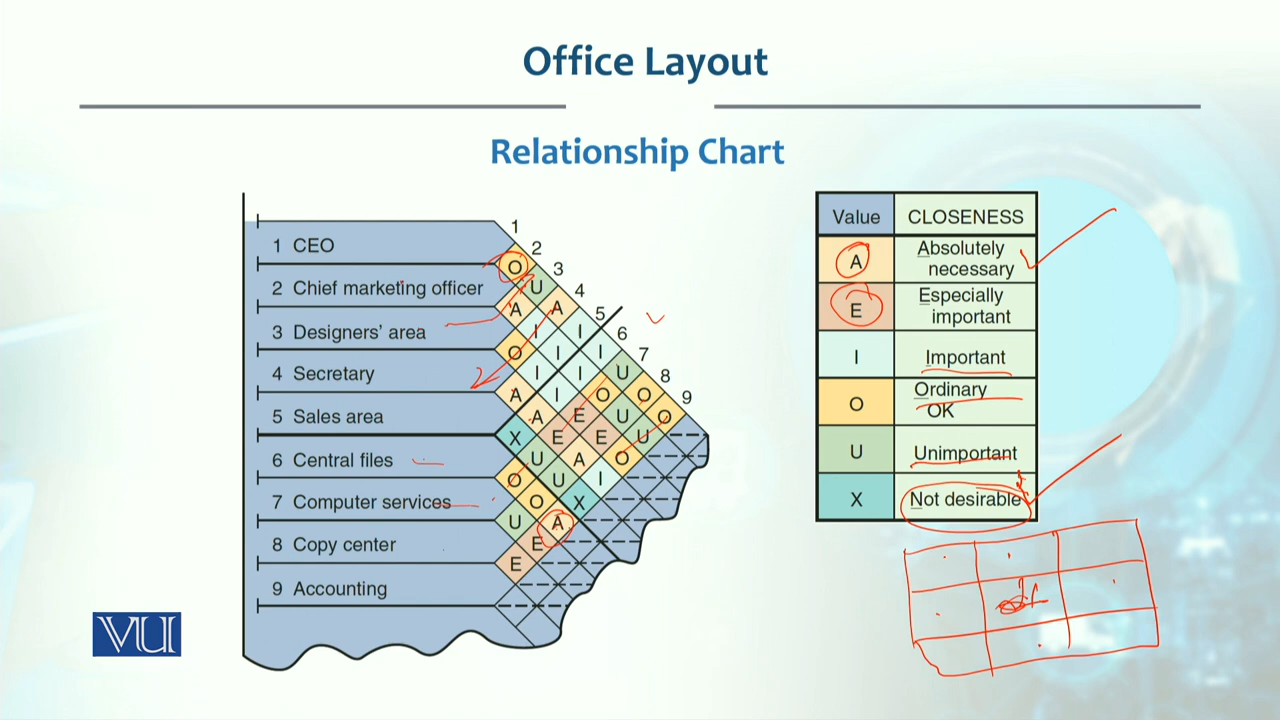 Office Layout
Relationship Chart
1
2
1 CEO
O 3
2 Chief marketing officer
U 4
A A 5
3 Designers' area
I I 6
O I I 7
4 Secretary
I I U 8
A I O O 9
5 Sales area
A E U O
X E E U
6 Central files
U A O
O U I
7 Computer services
O X
U A
8 Copy center
E
E
9 Accounting
Value CLOSENESS
A Absolutely
necessary
E Especially
important
I Important
O Ordinary
OK
U Unimportant
X Not desirable
VU